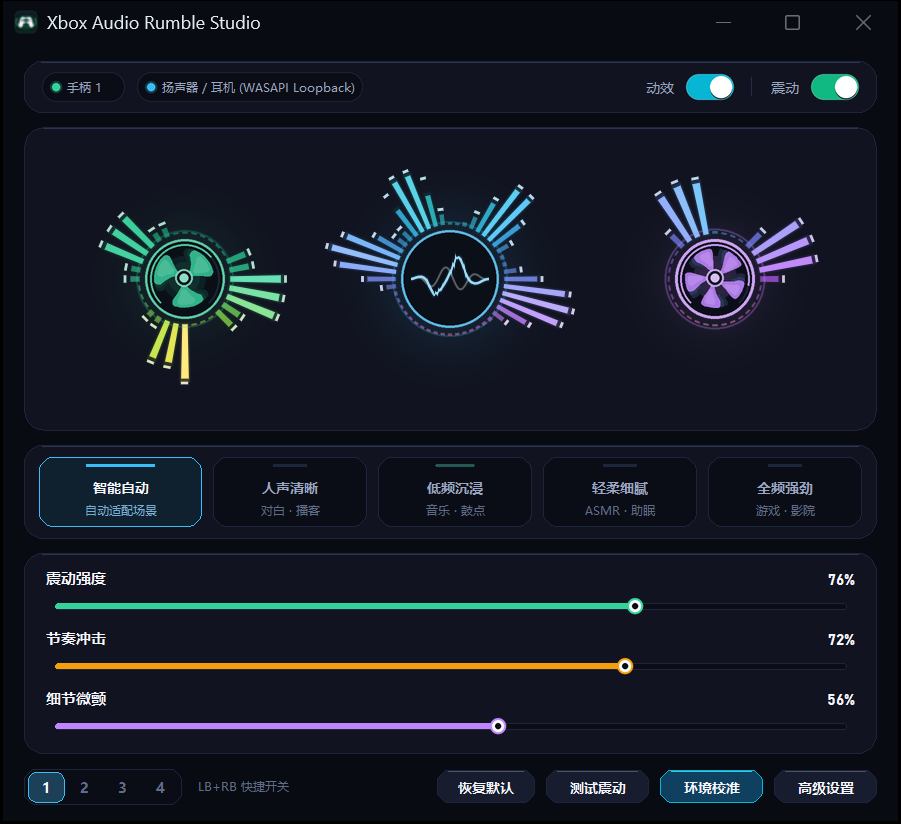 Xbox Audio Rumble Studio
手柄 1
扬声器 / 耳机 (WASAPI Loopback)
动效
震动
智能自动
自动适配场景
人声清晰
对白 · 播客
低频沉浸
音乐 · 鼓点
轻柔细腻
ASMR · 助眠
全频强劲
游戏 · 影院
震动强度
76%
节奏冲击
72%
细节微颤
56%
1
2
3
4
LB+RB 快捷开关
恢复默认
测试震动
环境校准
高级设置